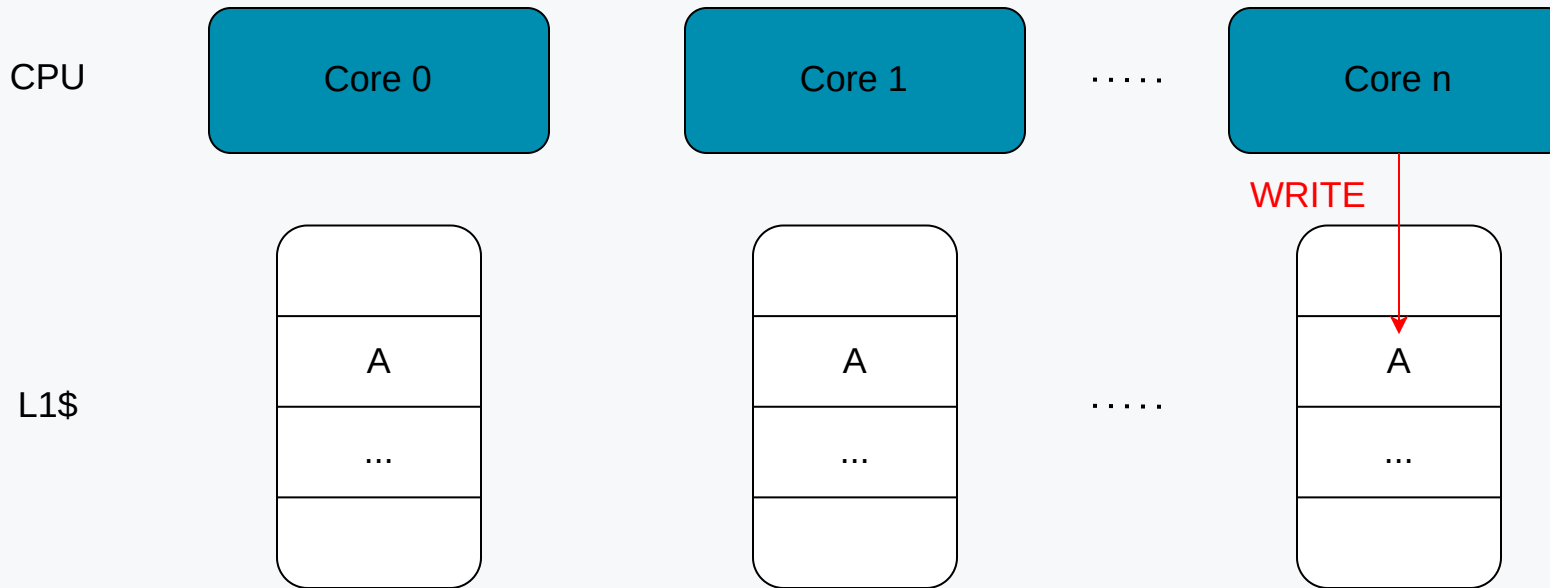 CPU
Core 0
Core 1
.....
Core n
WRITE
L1$
A
A
.....
A
...
...
...